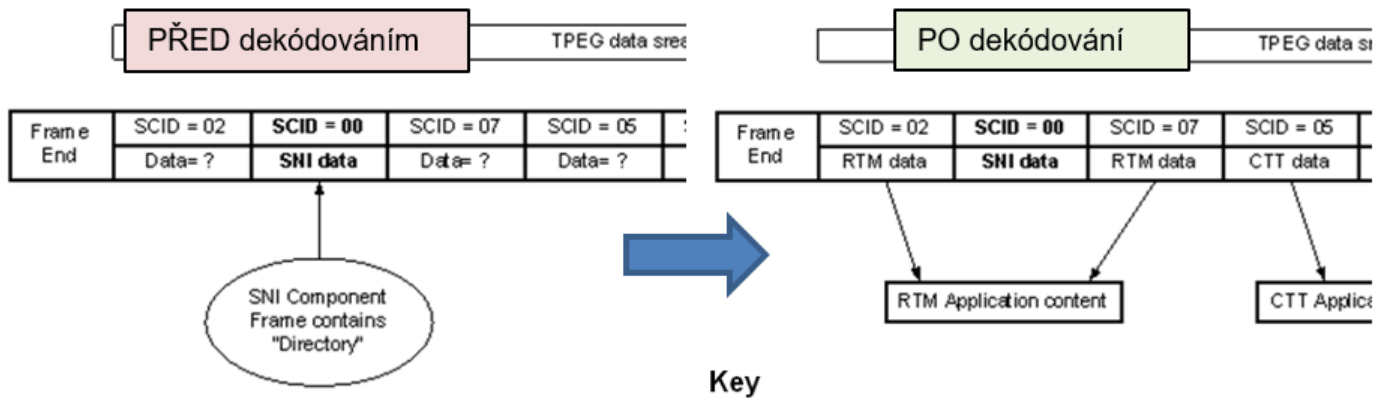 PŘED dekódováním
TPEG data srea
Frame
End
SCID = 02
SCID = 00
SCID = 07
SCID = 05
Data= ?
SNI data
Data= ?
Data= ?
SNI Component
Frame contains
"Directory"
PO dekódování
TPEG data sr
Frame
End
SCID = 02
SCID = 00
SCID = 07
SCID = 05
RTM data
SNI data
RTM data
CTT data
RTM Application content
CTT Applica
Key